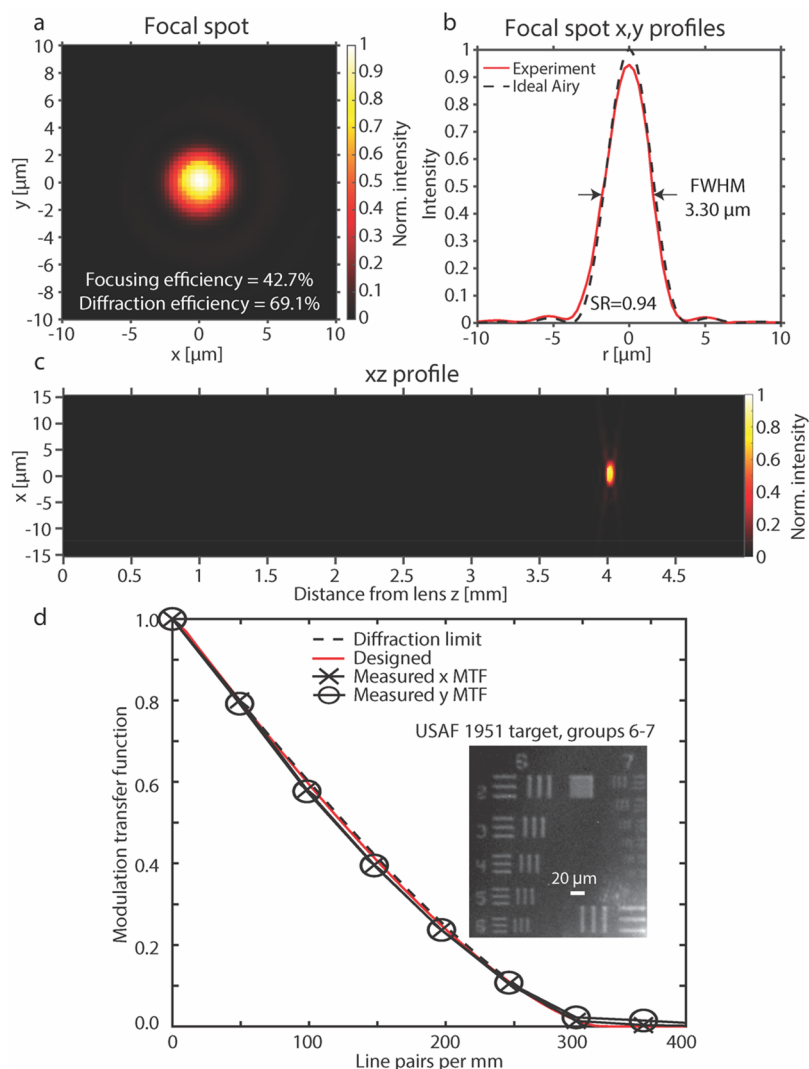 a
Focal spot
10
8
6
4
2
0
-2
-4
-6
-8
-10
y [µm]
-10
-5
0
5
10
x [µm]
Focusing efficiency = 42.7%
Diffraction efficiency = 69.1%
1
0.9
0.8
0.7
0.6
0.5
0.4
0.3
0.2
0.1
0
Norm. intensity
b
Focal spot x,y profiles
1
0.9
0.8
0.7
0.6
0.5
0.4
0.3
0.2
0.1
0
Intensity
Experiment
Ideal Airy
FWHM
3.30 µm
SR=0.94
-10
-5
0
5
10
r [µm]
c
xz profile
15
10
5
0
-5
-10
-15
x [µm]
0
0.5
1
1.5
2
2.5
3
3.5
4
4.5
Distance from lens z [mm]
1
0.8
0.6
0.4
0.2
0
Norm. intensity
d
1.0
0.8
0.6
0.4
0.2
0.0
Modulation transfer function
Diffraction limit
Designed
Measured x MTF
Measured y MTF
USAF 1951 target, groups 6-7
6
7
2
3
4
5
6
20 µm
0
100
200
300
400
Line pairs per mm